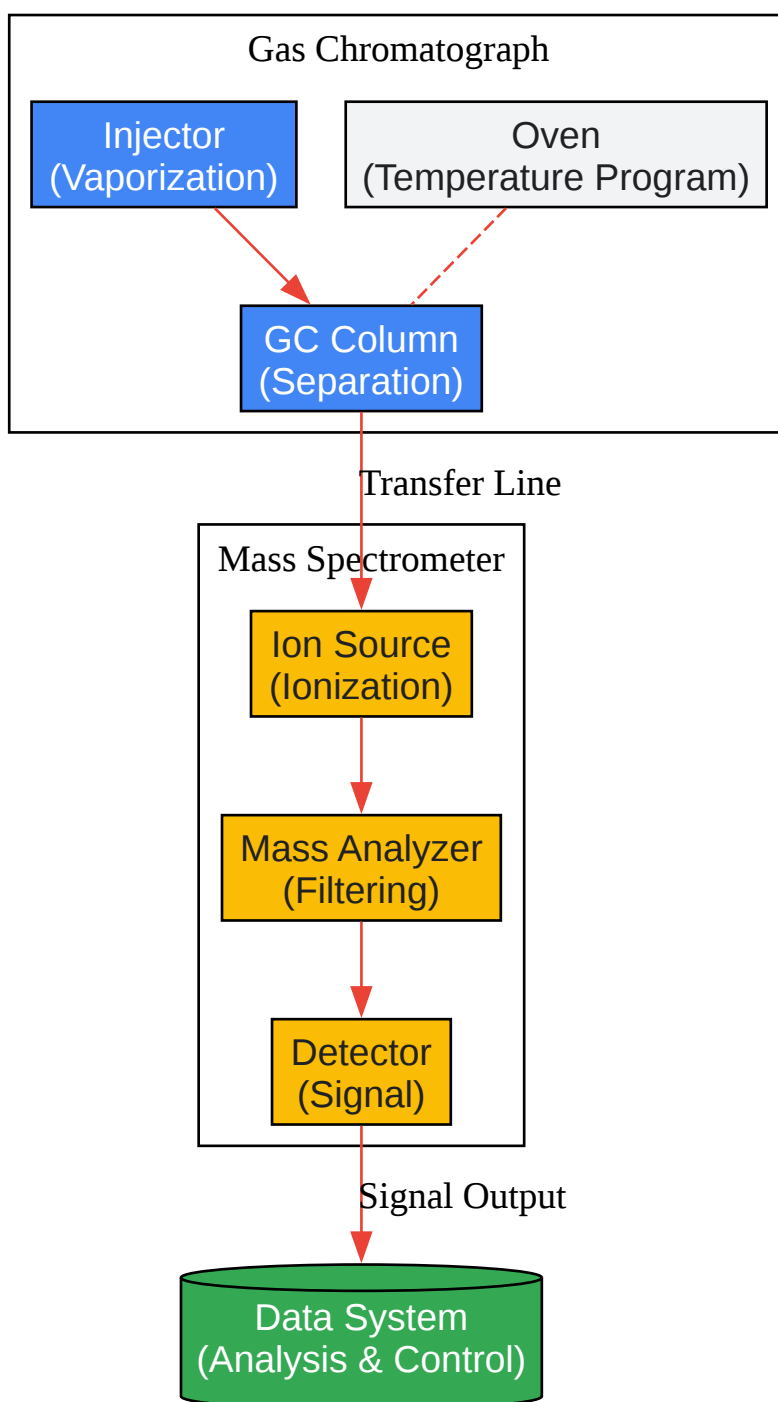 Gas Chromatograph
Injector
(Vaporization)
Oven
(Temperature Program)
GC Column
(Separation)
Transfer Line
Mass Spectrometer
Ion Source
(Ionization)
Mass Analyzer
(Filtering)
Detector
(Signal)
Signal Output
Data System
(Analysis & Control)